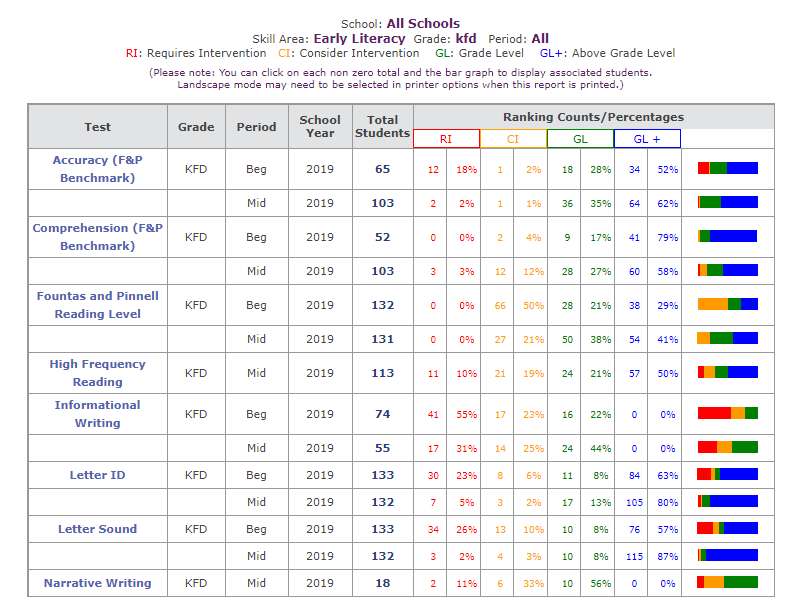 School: All Schools
Skill Area: Early Literacy Grade: kfd Period: All
RI: Requires Intervention CI: Consider Intervention GL: Grade Level GL+: Above Grade Level
(Please note: You can click on each non zero total and the bar graph to display associated students.
Landscape mode may need to be selected in printer options when this report is printed.)
Test Grade Period School Year Total Students Ranking Counts/Percentages
RI CI GL GL +
Accuracy (F&P Benchmark) KFD Beg 2019 65 12 18% 1 2% 18 28% 34 52%
Mid 2019 103 2 2% 1 1% 36 35% 64 62%
Comprehension (F&P Benchmark) KFD Beg 2019 52 0 0% 2 4% 9 17% 41 79%
Mid 2019 103 3 3% 12 12% 28 27% 60 58%
Fountas and Pinnell Reading Level KFD Beg 2019 132 0 0% 66 50% 28 21% 38 29%
Mid 2019 131 0 0% 27 21% 50 38% 54 41%
High Frequency Reading KFD Mid 2019 113 11 10% 21 19% 24 21% 57 50%
Informational Writing KFD Beg 2019 74 41 55% 17 23% 16 22% 0 0%
Mid 2019 55 17 31% 14 25% 24 44% 0 0%
Letter ID KFD Beg 2019 133 30 23% 8 6% 11 8% 84 63%
Mid 2019 132 7 5% 3 2% 17 13% 105 80%
Letter Sound KFD Beg 2019 133 34 26% 13 10% 10 8% 76 57%
Mid 2019 132 3 2% 4 3% 10 8% 115 87%
Narrative Writing KFD Mid 2019 18 2 11% 6 33% 10 56% 0 0%